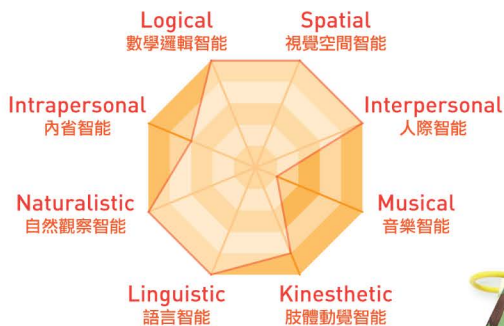 Logical
數學邏輯智能
Spatial
視覺空間智能
Intrapersonal
內省智能
Interpersonal
人際智能
Naturalistic
自然觀察智能
Musical
音樂智能
Linguistic
語言智能
Kinesthetic
肢體動覺智能